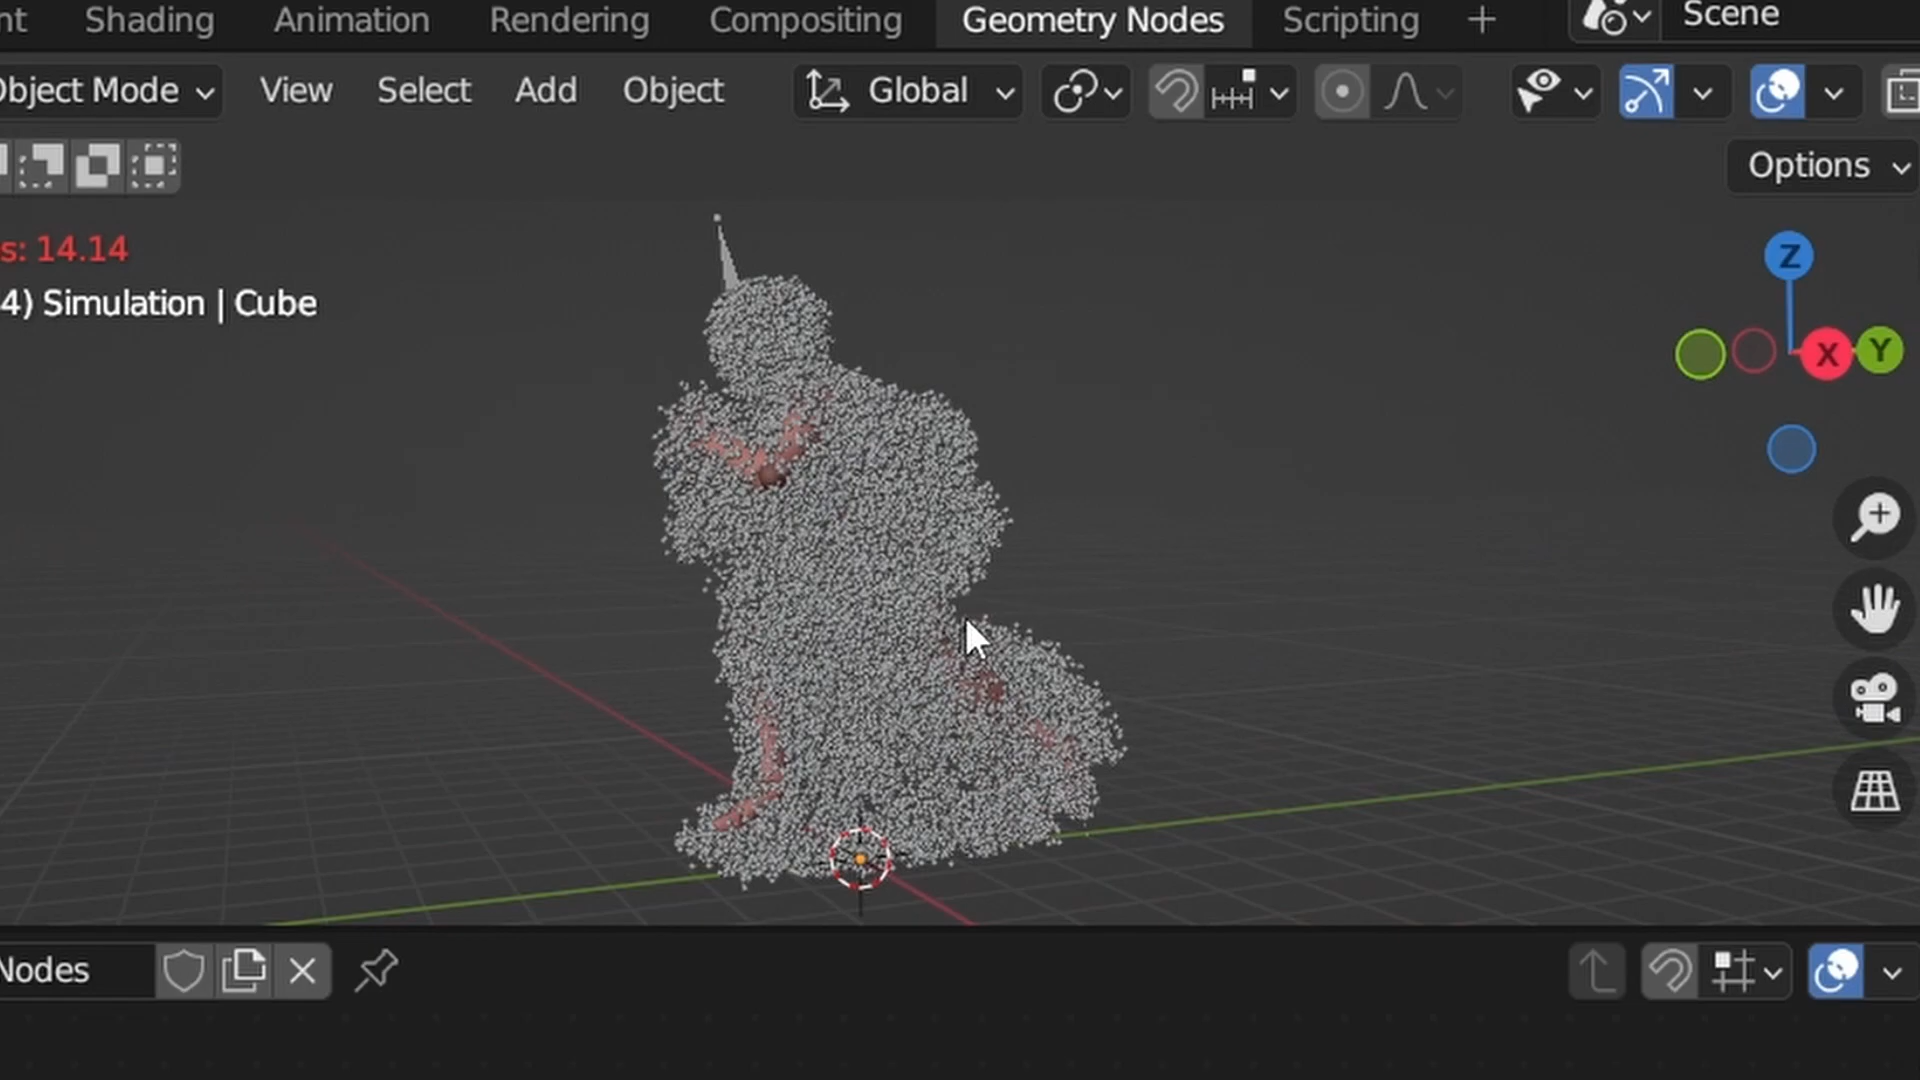 nt Shading Animation Rendering Compositing Geometry Nodes Scripting + Scene
Object Mode View Select Add Object Global
Options
s: 14.14
4) Simulation | Cube
Z
X
Y
Nodes